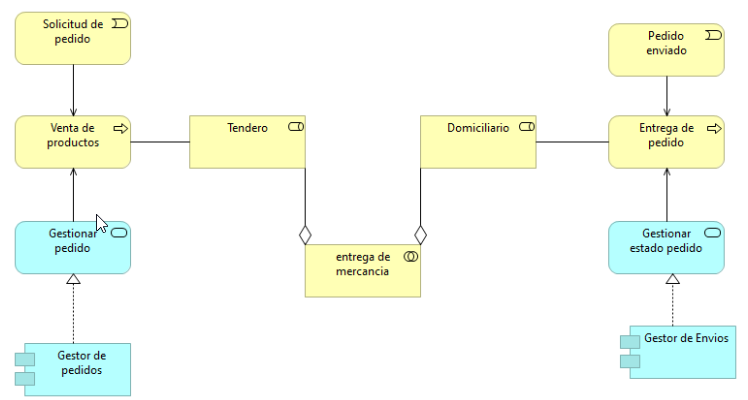 Solicitud de
pedido
Pedido
enviado
Venta de
productos
Tendero
Domiciliario
Entrega de
pedido
Gestionar
pedido
entrega de
mercancia
Gestionar
estado pedido
Gestor de
pedidos
Gestor de Envios